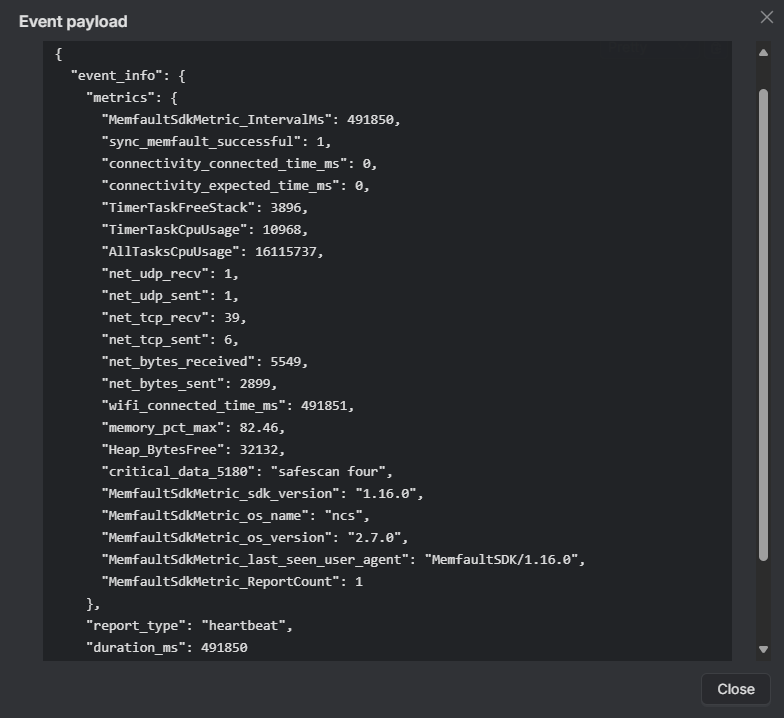 Event payload
{
"event_info": {
"metrics": {
"MemfaultSdkMetric_IntervalMs": 491850,
"sync_memfault_successful": 1,
"connectivity_connected_time_ms": 0,
"connectivity_expected_time_ms": 0,
"TimerTaskFreeStack": 3896,
"TimerTaskCpuUsage": 10968,
"AllTasksCpuUsage": 16115737,
"net_udp_recv": 1,
"net_udp_sent": 1,
"net_tcp_recv": 39,
"net_tcp_sent": 6,
"net_bytes_received": 5549,
"net_bytes_sent": 2899,
"wifi_connected_time_ms": 491851,
"memory_pct_max": 82.46,
"Heap_BytesFree": 32132,
"critical_data_5180": "safescan four",
"MemfaultSdkMetric_sdk_version": "1.16.0",
"MemfaultSdkMetric_os_name": "ncs",
"MemfaultSdkMetric_os_version": "2.7.0",
"MemfaultSdkMetric_last_seen_user_agent": "MemfaultSDK/1.16.0",
"MemfaultSdkMetric_ReportCount": 1
},
"report_type": "heartbeat",
"duration_ms": 491850
Close